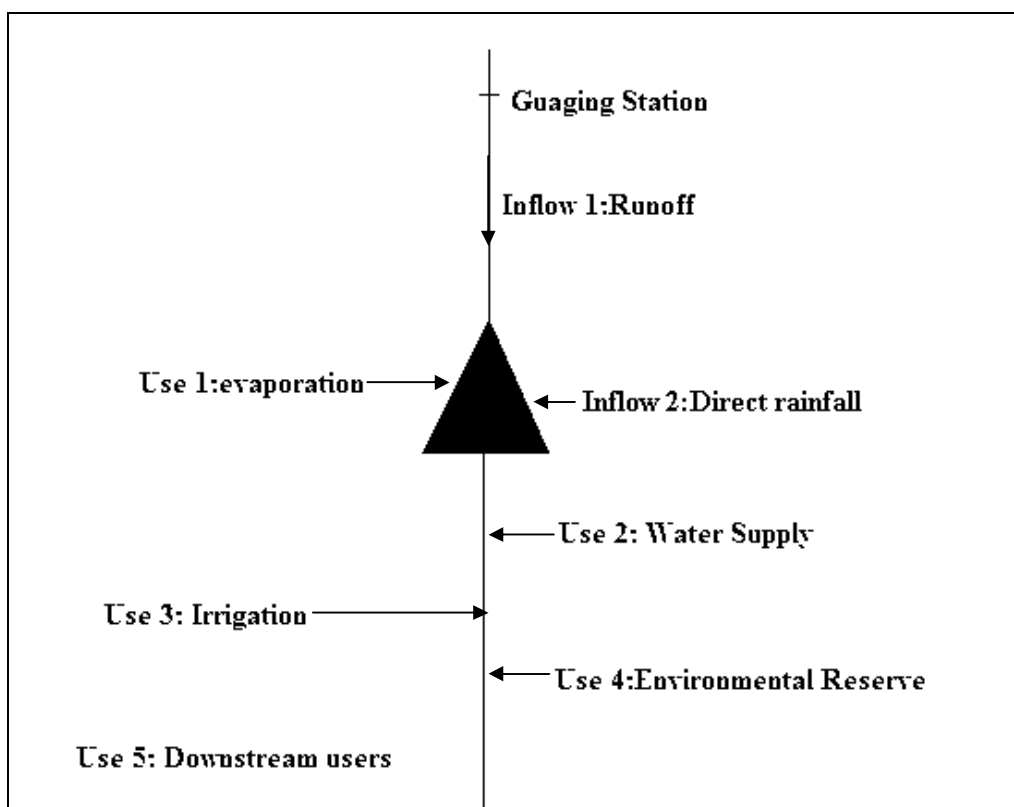 Guaging Station
Inflow 1:Runoff
Use 1:evaporation
Inflow 2:Direct rainfall
Use 2: Water Supply
Use 3: Irrigation
Use 4:Environmental Reserve
Use 5: Downstream users